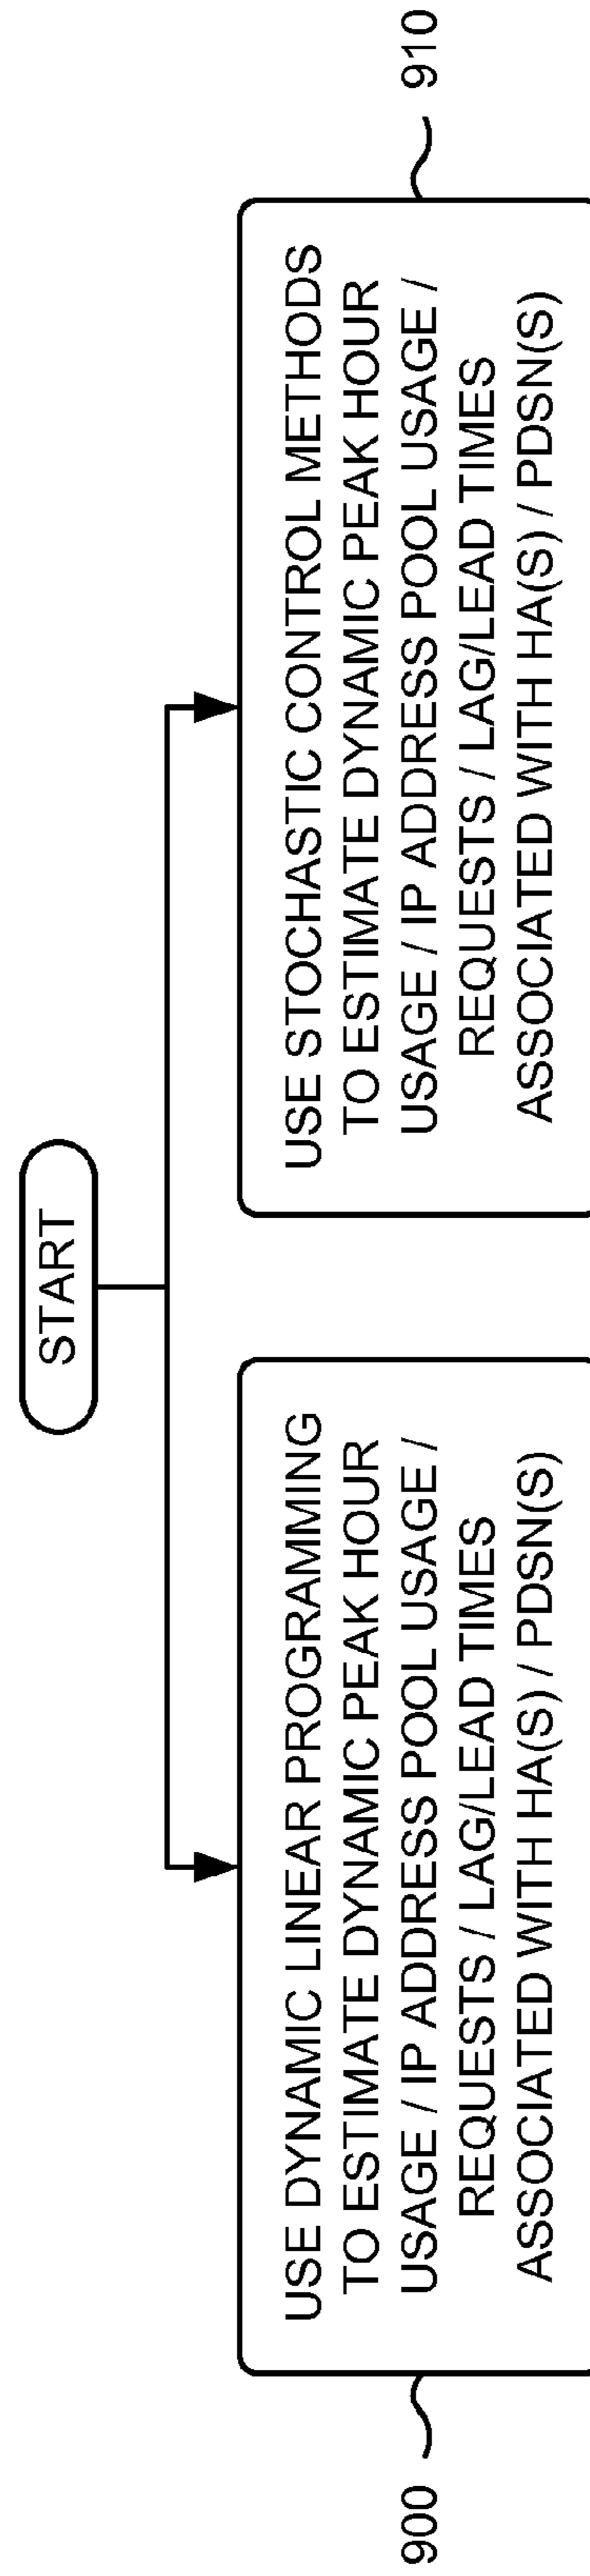 START
900
USE DYNAMIC LINEAR PROGRAMMING
TO ESTIMATE DYNAMIC PEAK HOUR
USAGE / IP ADDRESS POOL USAGE /
REQUESTS / LAG/LEAD TIMES
ASSOCIATED WITH HA(S) / PDSN(S)
USE STOCHASTIC CONTROL METHODS
TO ESTIMATE DYNAMIC PEAK HOUR
USAGE / IP ADDRESS POOL USAGE /
REQUESTS / LAG/LEAD TIMES
ASSOCIATED WITH HA(S) / PDSN(S)
910